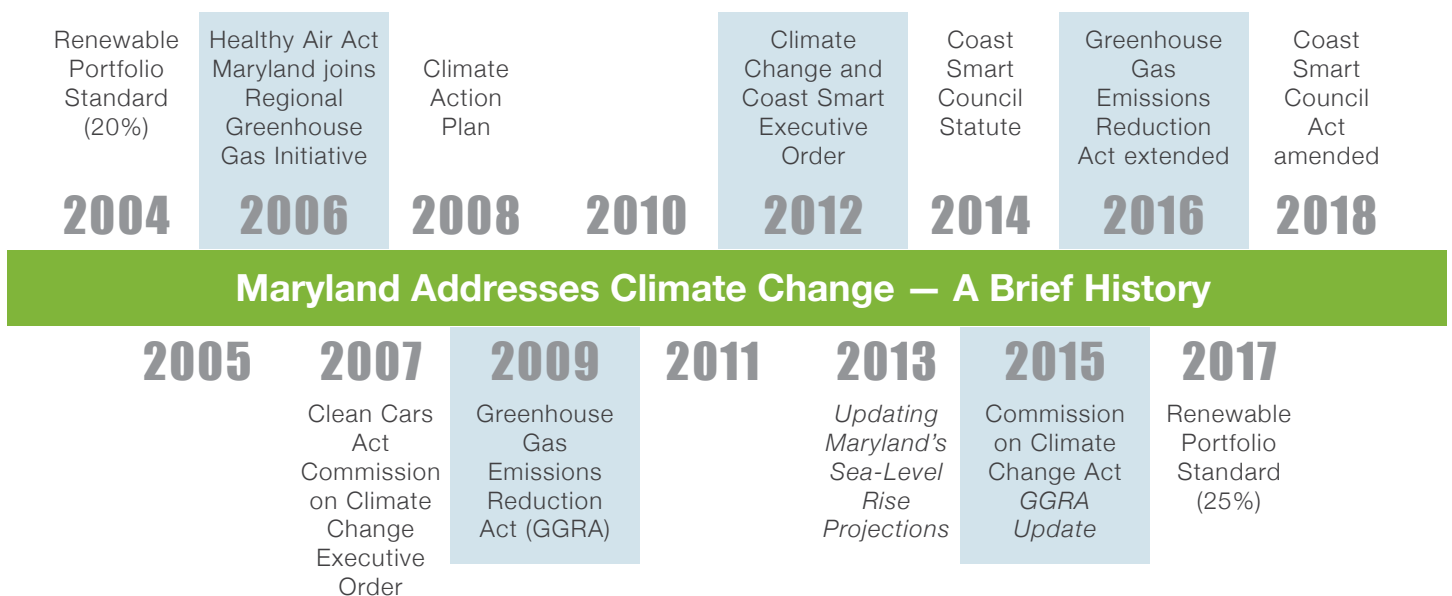 Renewable
Portfolio
Standard
(20%)
2004
Healthy Air Act
Maryland joins
Regional
Greenhouse
Gas Initiative
2006
Climate
Action
Plan
2008
2010
Climate
Change and
Coast Smart
Executive
Order
2012
Coast
Smart
Council
Statute
2014
Greenhouse
Gas
Emissions
Reduction
Act extended
2016
Coast
Smart
Council
Act
amended
2018
Maryland Addresses Climate Change — A Brief History
2005
2007
Clean Cars
Act
Commission
on Climate
Change
Executive
Order
2009
Greenhouse
Gas
Emissions
Reduction
Act (GGRA)
2011
2013
Updating
Maryland’s
Sea-Level
Rise
Projections
2015
Commission
on Climate
Change Act
GGRA
Update
2017
Renewable
Portfolio
Standard
(25%)